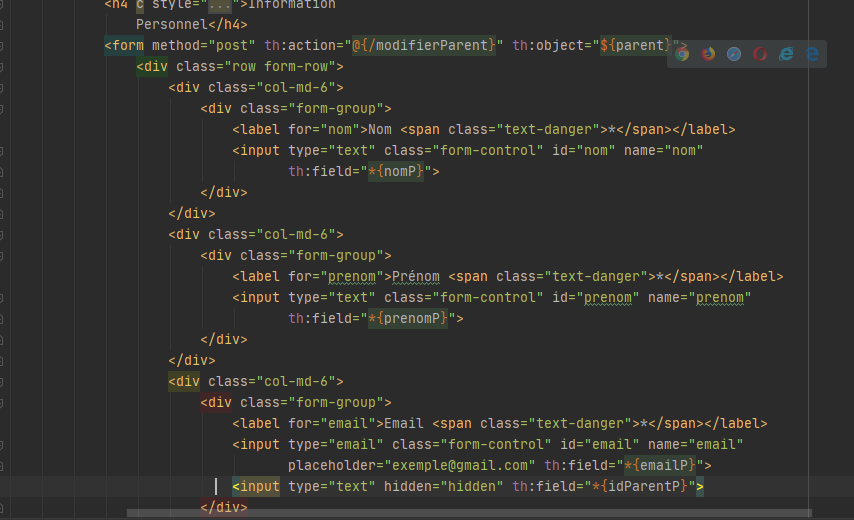 <h4 c style="...">Information
Personnel</h4>
<form method="post" th:action="@{/modifierParent}" th:object="${parent}">
<div class="row form-row">
<div class="col-md-6">
<div class="form-group">
<label for="nom">Nom <span class="text-danger">*</span></label>
<input type="text" class="form-control" id="nom" name="nom"
th:field="*{nomP}">
</div>
</div>
<div class="col-md-6">
<div class="form-group">
<label for="prenom">Prénom <span class="text-danger">*</span></label>
<input type="text" class="form-control" id="prenom" name="prenom"
th:field="*{prenomP}">
</div>
</div>
<div class="col-md-6">
<div class="form-group">
<label for="email">Email <span class="text-danger">*</span></label>
<input type="email" class="form-control" id="email" name="email"
placeholder="exemple@gmail.com" th:field="*{emailP}">
<input type="text" hidden="hidden" th:field="*{idParentP}">
</div>